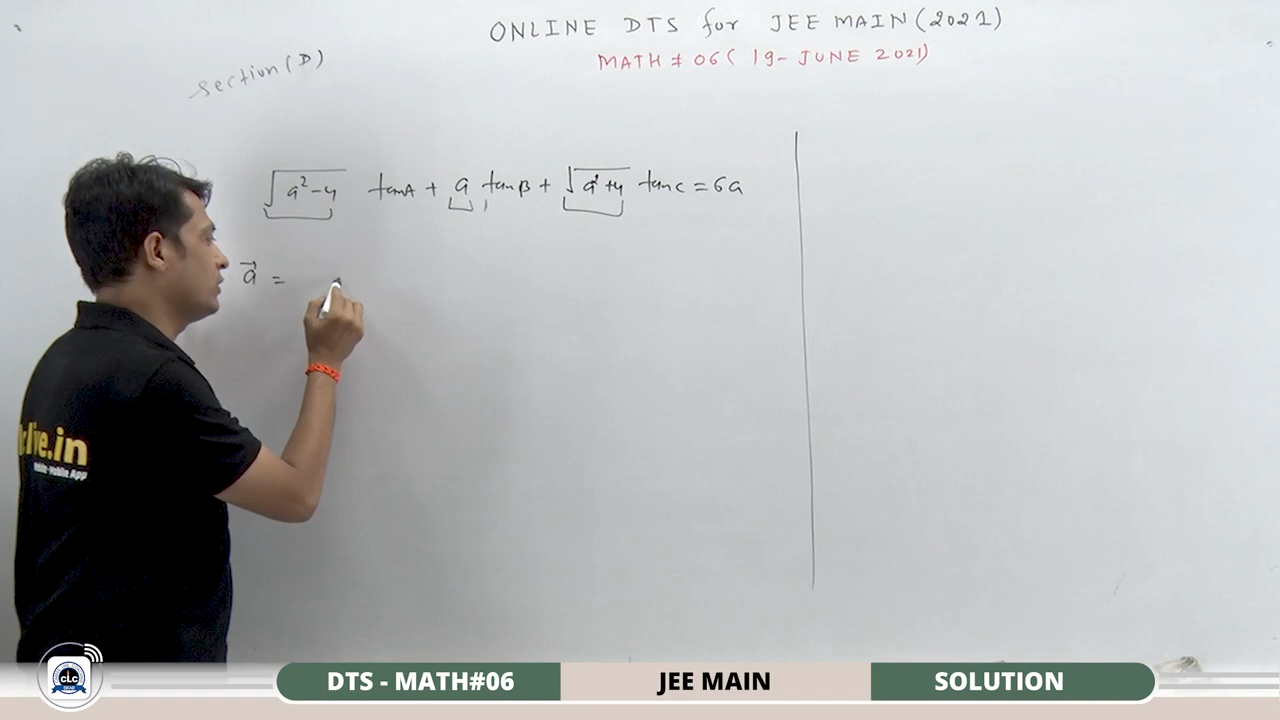 ONLINE DTS for JEE MAIN (2021)
MATH # 06 ( 19- JUNE 2021)
section (D)
√(a²-4) tanA + a tanB + √(a²+4) tanC = 6a
a⃗ =
live.in
DTS - MATH#06
JEE MAIN
SOLUTION
CLC